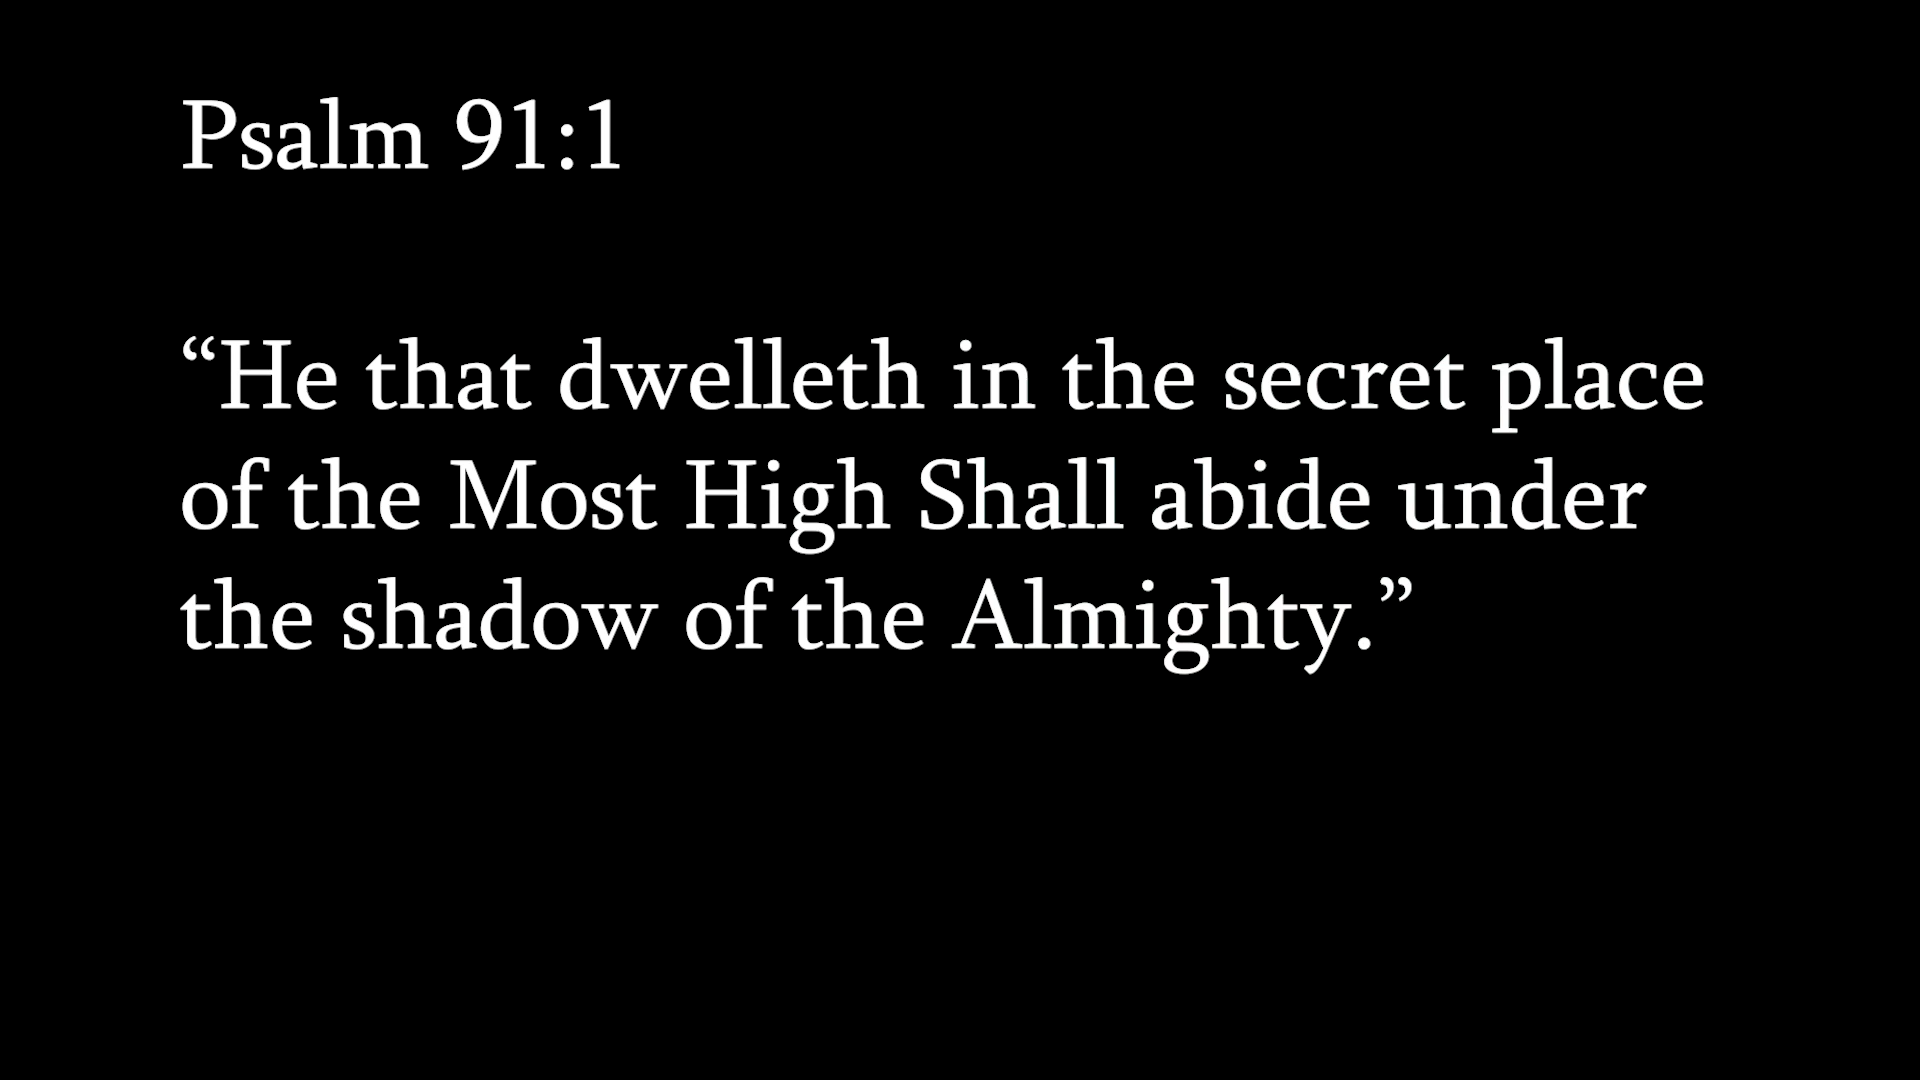 Psalm 91:1
“He that dwelleth in the secret place
of the Most High Shall abide under
the shadow of the Almighty.”